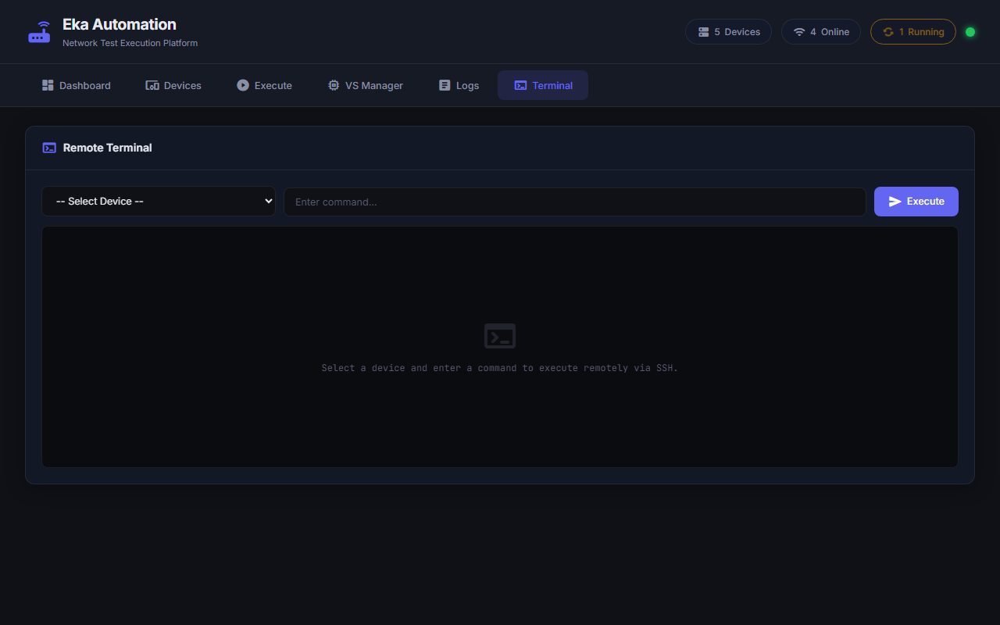 Eka Automation
Network Test Execution Platform
5 Devices
4 Online
1 Running
Dashboard
Devices
Execute
VS Manager
Logs
Terminal
Remote Terminal
-- Select Device --
Enter command...
Execute
Select a device and enter a command to execute remotely via SSH.